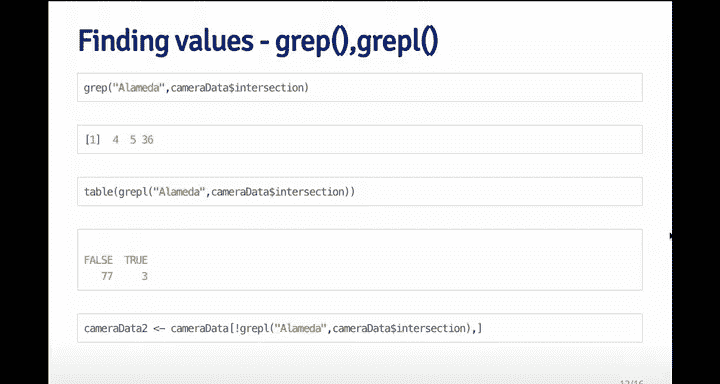 Finding values - grep(),grepl()
grep("Alameda",cameraData$intersection)
[1]  4  5 36
table(grepl("Alameda",cameraData$intersection))
FALSE  TRUE
77     3
cameraData2 <- cameraData[!grepl("Alameda",cameraData$intersection),]